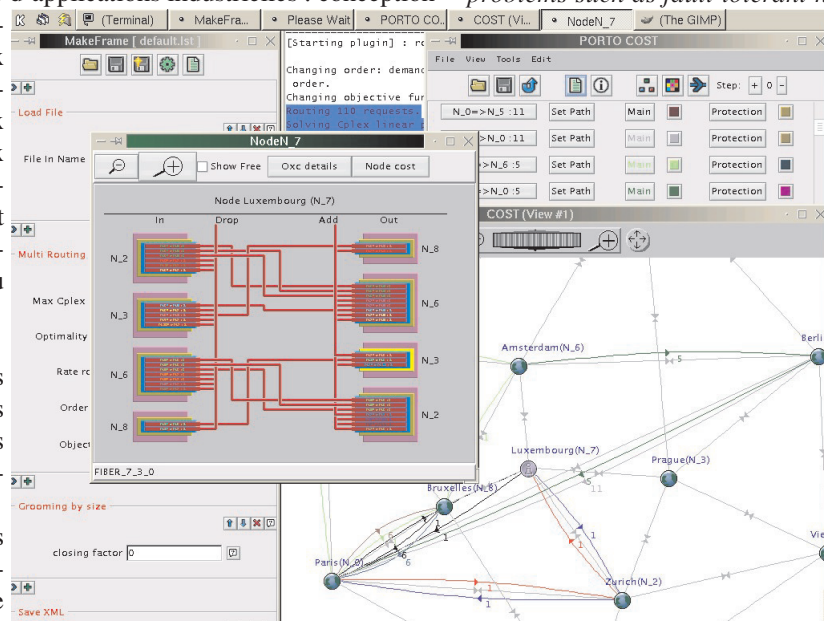 d'applications industrielles : conception
problems such as fault tolerant n
(Terminal)
MakeFra...
Please Wait
PORTO CO..
COST (Vi...
NodeN_7
(The GIMP)
MakeFrame [ default.lst ]
Load File
File In Name
Multi Routing
Max Cplex
Optimality
Rate ro
Order
Object
Grooming by size
closing factor 0
Save XML
[Starting plugin] : ro
Changing order: demand
order.
Changing objective fun
Routing 110 requests.
Solving Cplex linear p
PORTO COST
File View Tools Edit
Step: + 0 -
N_0=>N_5 :11 Set Path Main Protection
>N_0 :11 Set Path Main Protection
>N_6 :5 Set Path Main Protection
=>N_0 :5 Set Path Main Protection
NodeN_7
Show Free Oxc details Node cost
Node Luxembourg (N_7)
In Drop Add Out
N_2 N_8
N_3 N_6
N_6 N_3
N_8 N_2
FIBER_7_3_0
COST (View #1)
Amsterdam(N_6)
5
Berli
Luxembourg(N_7)
Prague(N_3)
5
11
Bruxelles(N_8)
1
6
6
6
1
1
1
Paris(N_0)
1
1
Zurich(N_2)
Vie